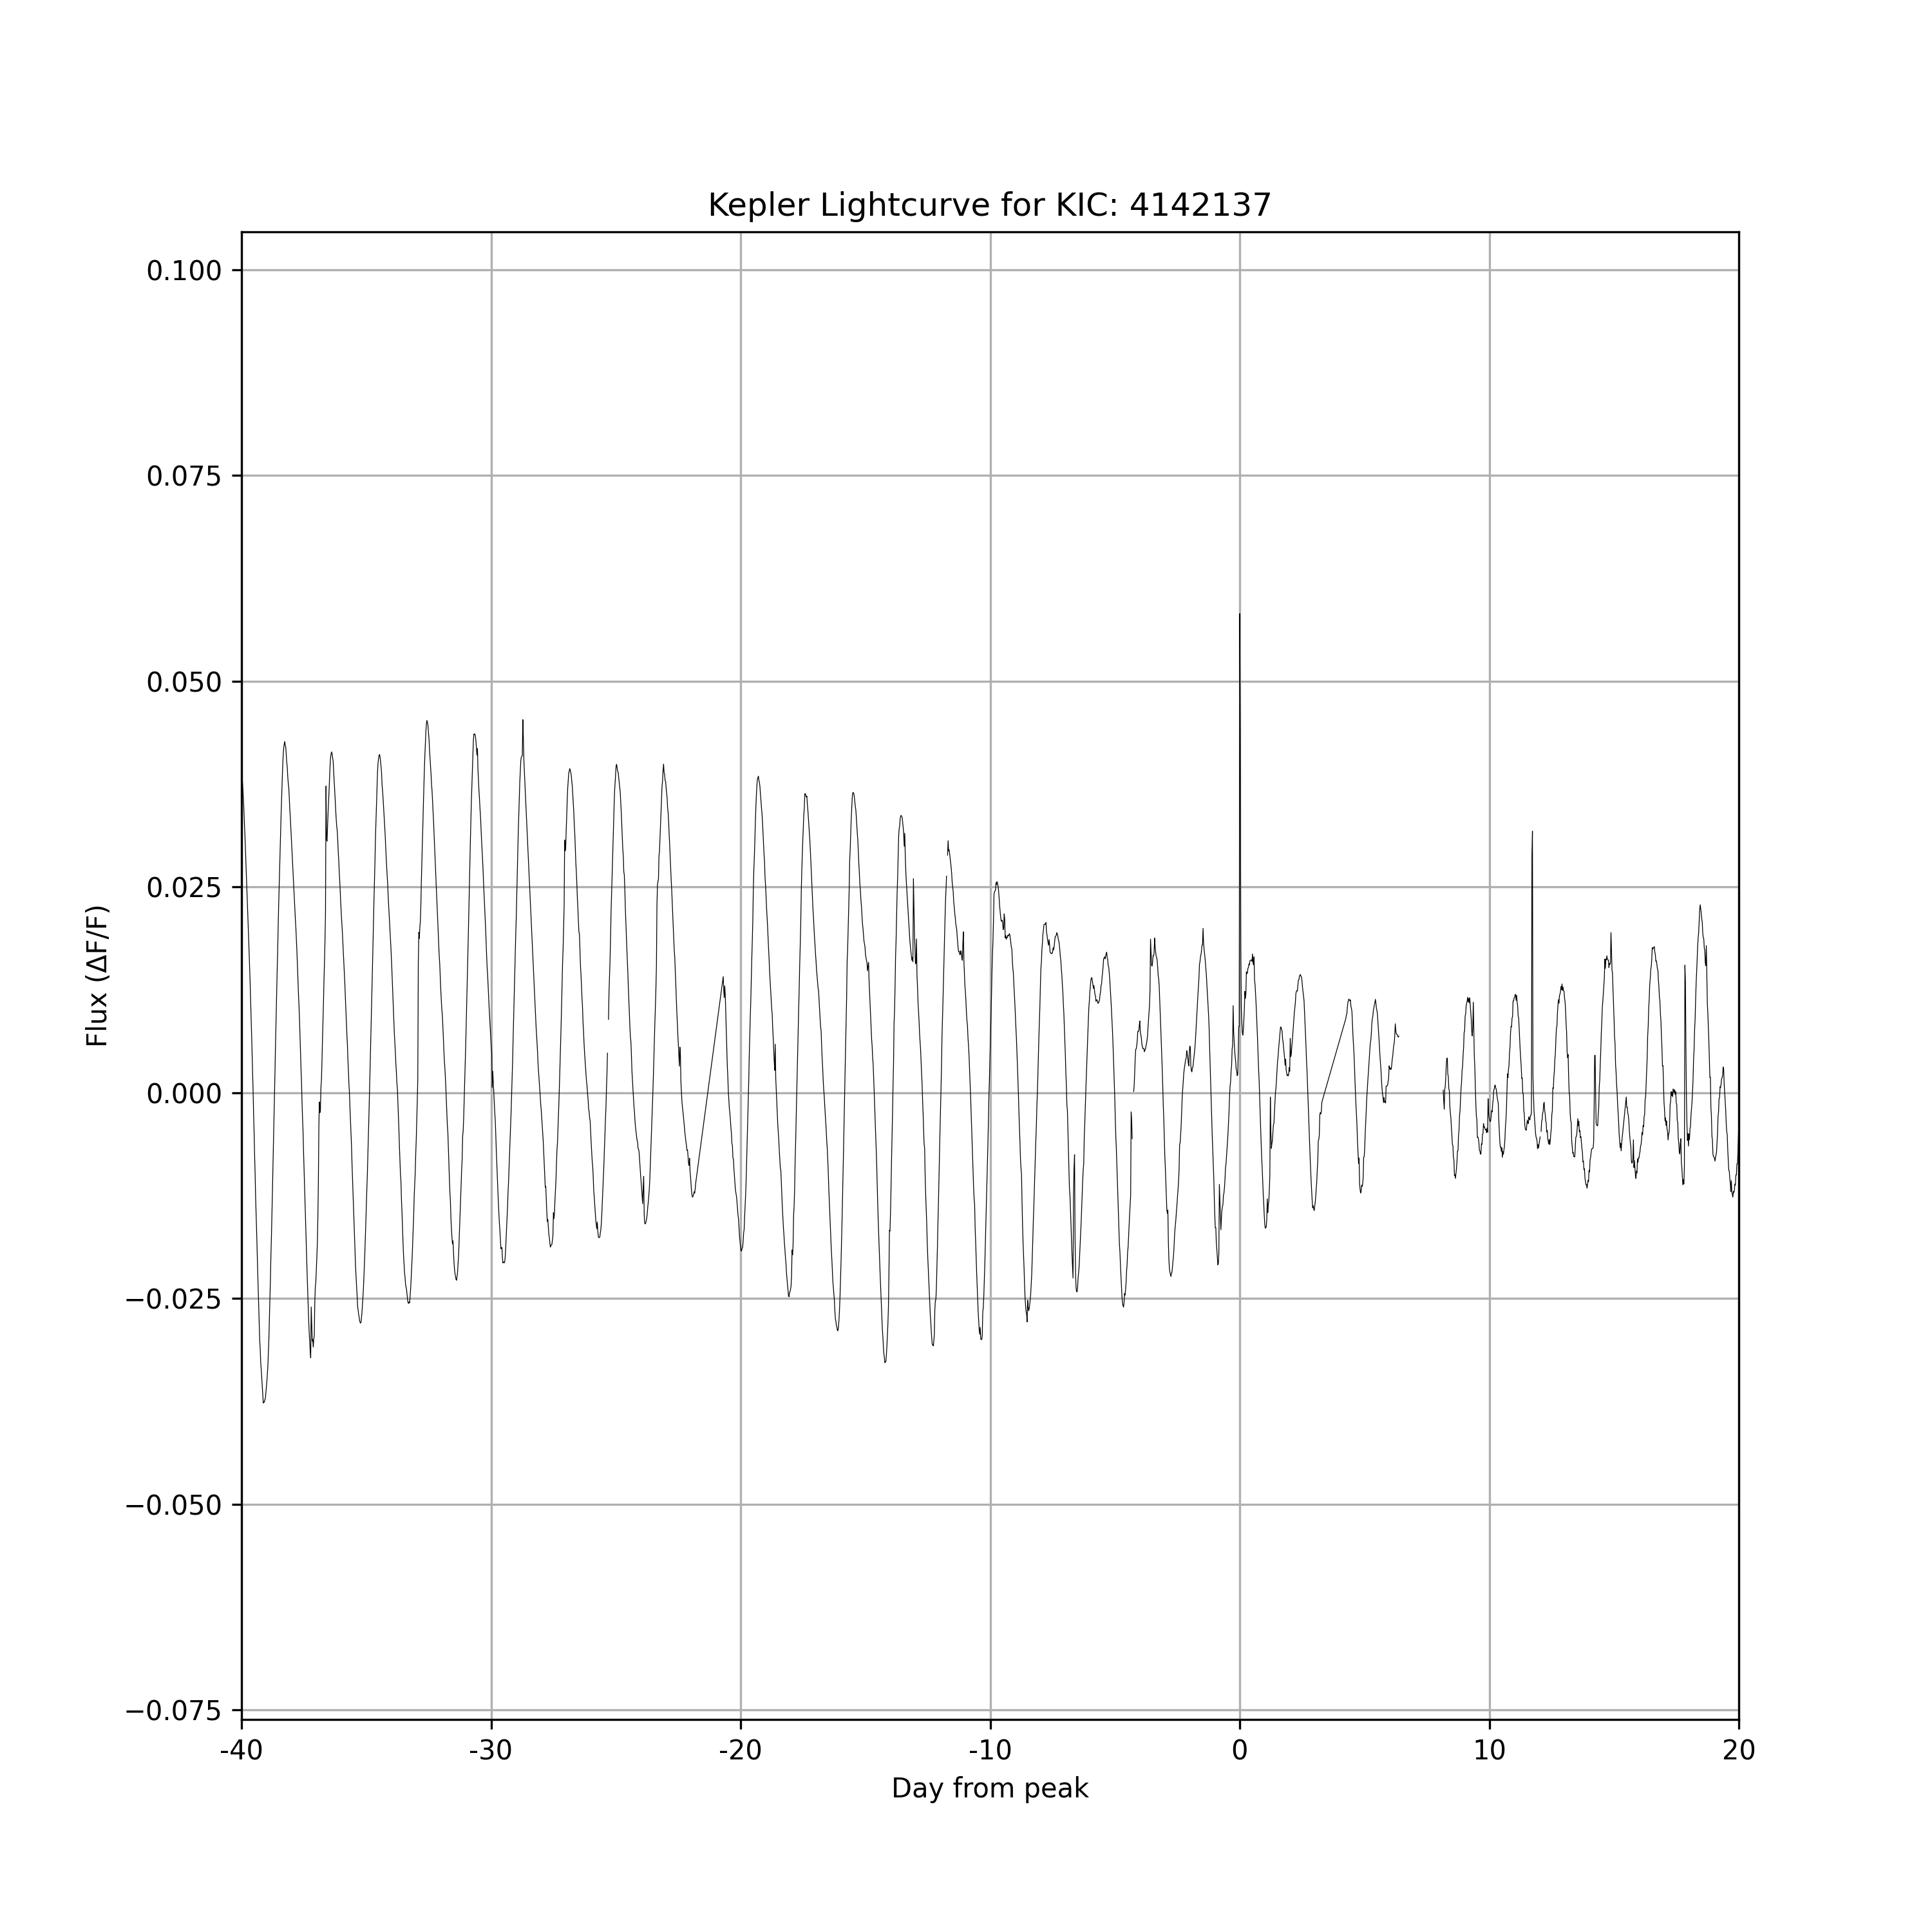 Kepler Lightcurve for KIC: 4142137
0.100
0.075
0.050
0.025
0.000
−0.025
−0.050
−0.075
Flux (ΔF/F)
-40 -30 -20 -10 0 10 20
Day from peak